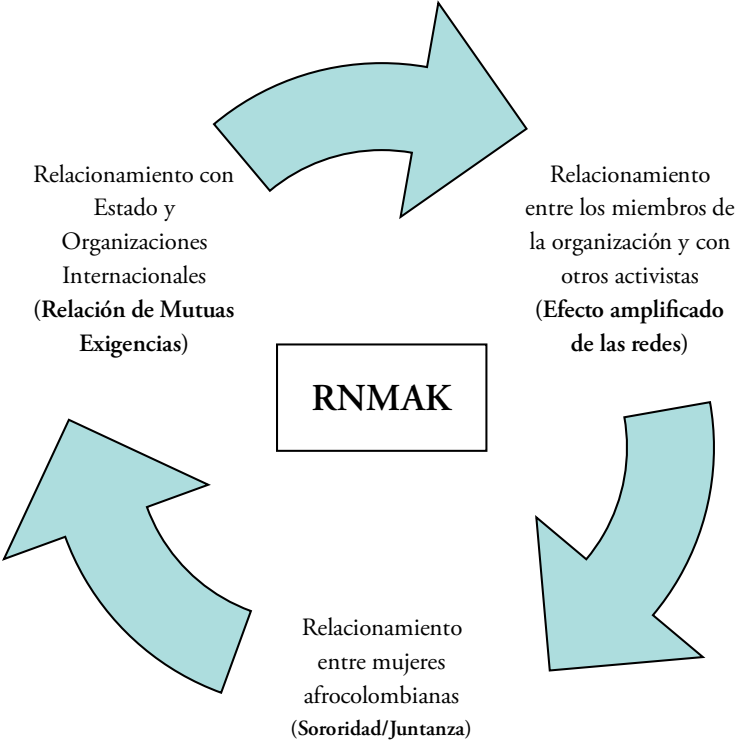 Relacionamiento con
Estado y
Organizaciones
Internacionales
(Relación de Mutuas
Exigencias)
Relacionamiento
entre los miembros de
la organización y con
otros activistas
(Efecto amplificado
de las redes)
RNMAK
Relacionamiento
entre mujeres
afrocolombianas
(Sororidad/Juntanza)